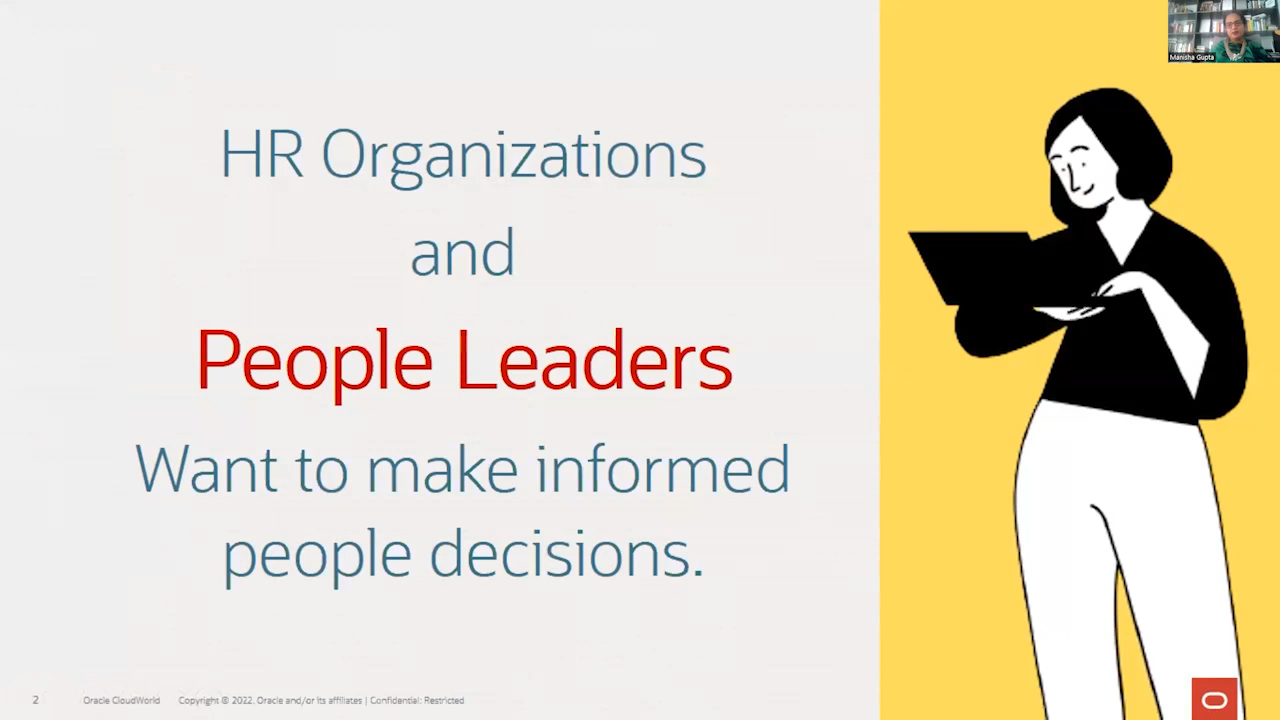 Manisha Gupta
HR Organizations
and
People Leaders
Want to make informed
people decisions.
2 Oracle CloudWorld Copyright © 2022, Oracle and/or its affiliates | Confidential: Restricted